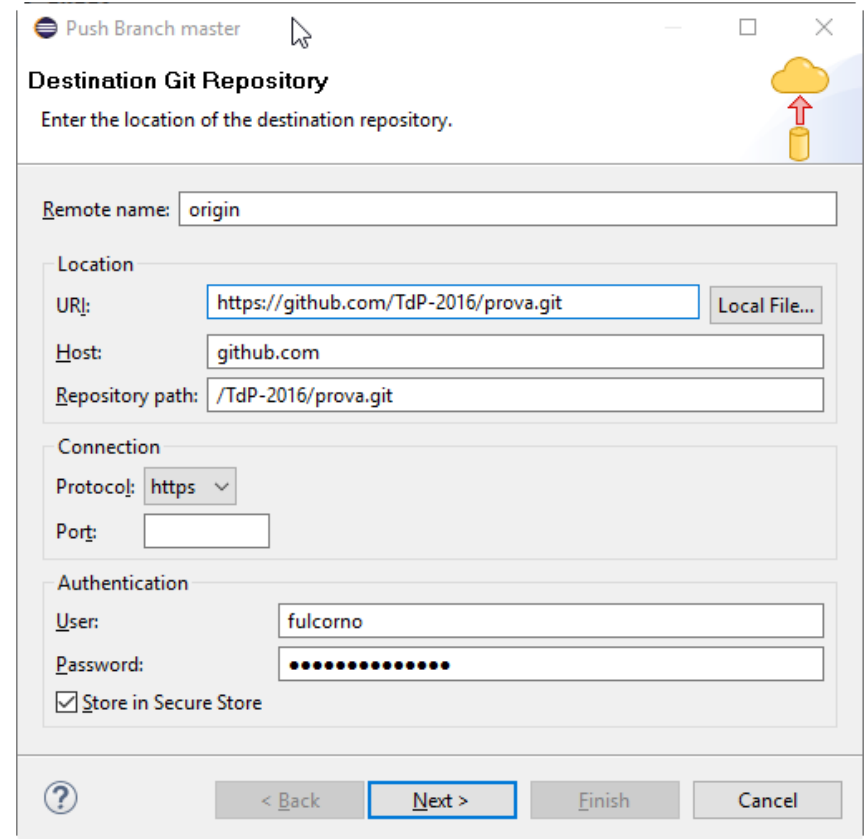 Push Branch master
Destination Git Repository
Enter the location of the destination repository.
Remote name: origin
Location
URI: https://github.com/TdP-2016/prova.git Local File...
Host: github.com
Repository path: /TdP-2016/prova.git
Connection
Protocol: https
Port:
Authentication
User: fulcorno
Password: ●●●●●●●●●●●●●●
Store in Secure Store
? < Back Next > Finish Cancel